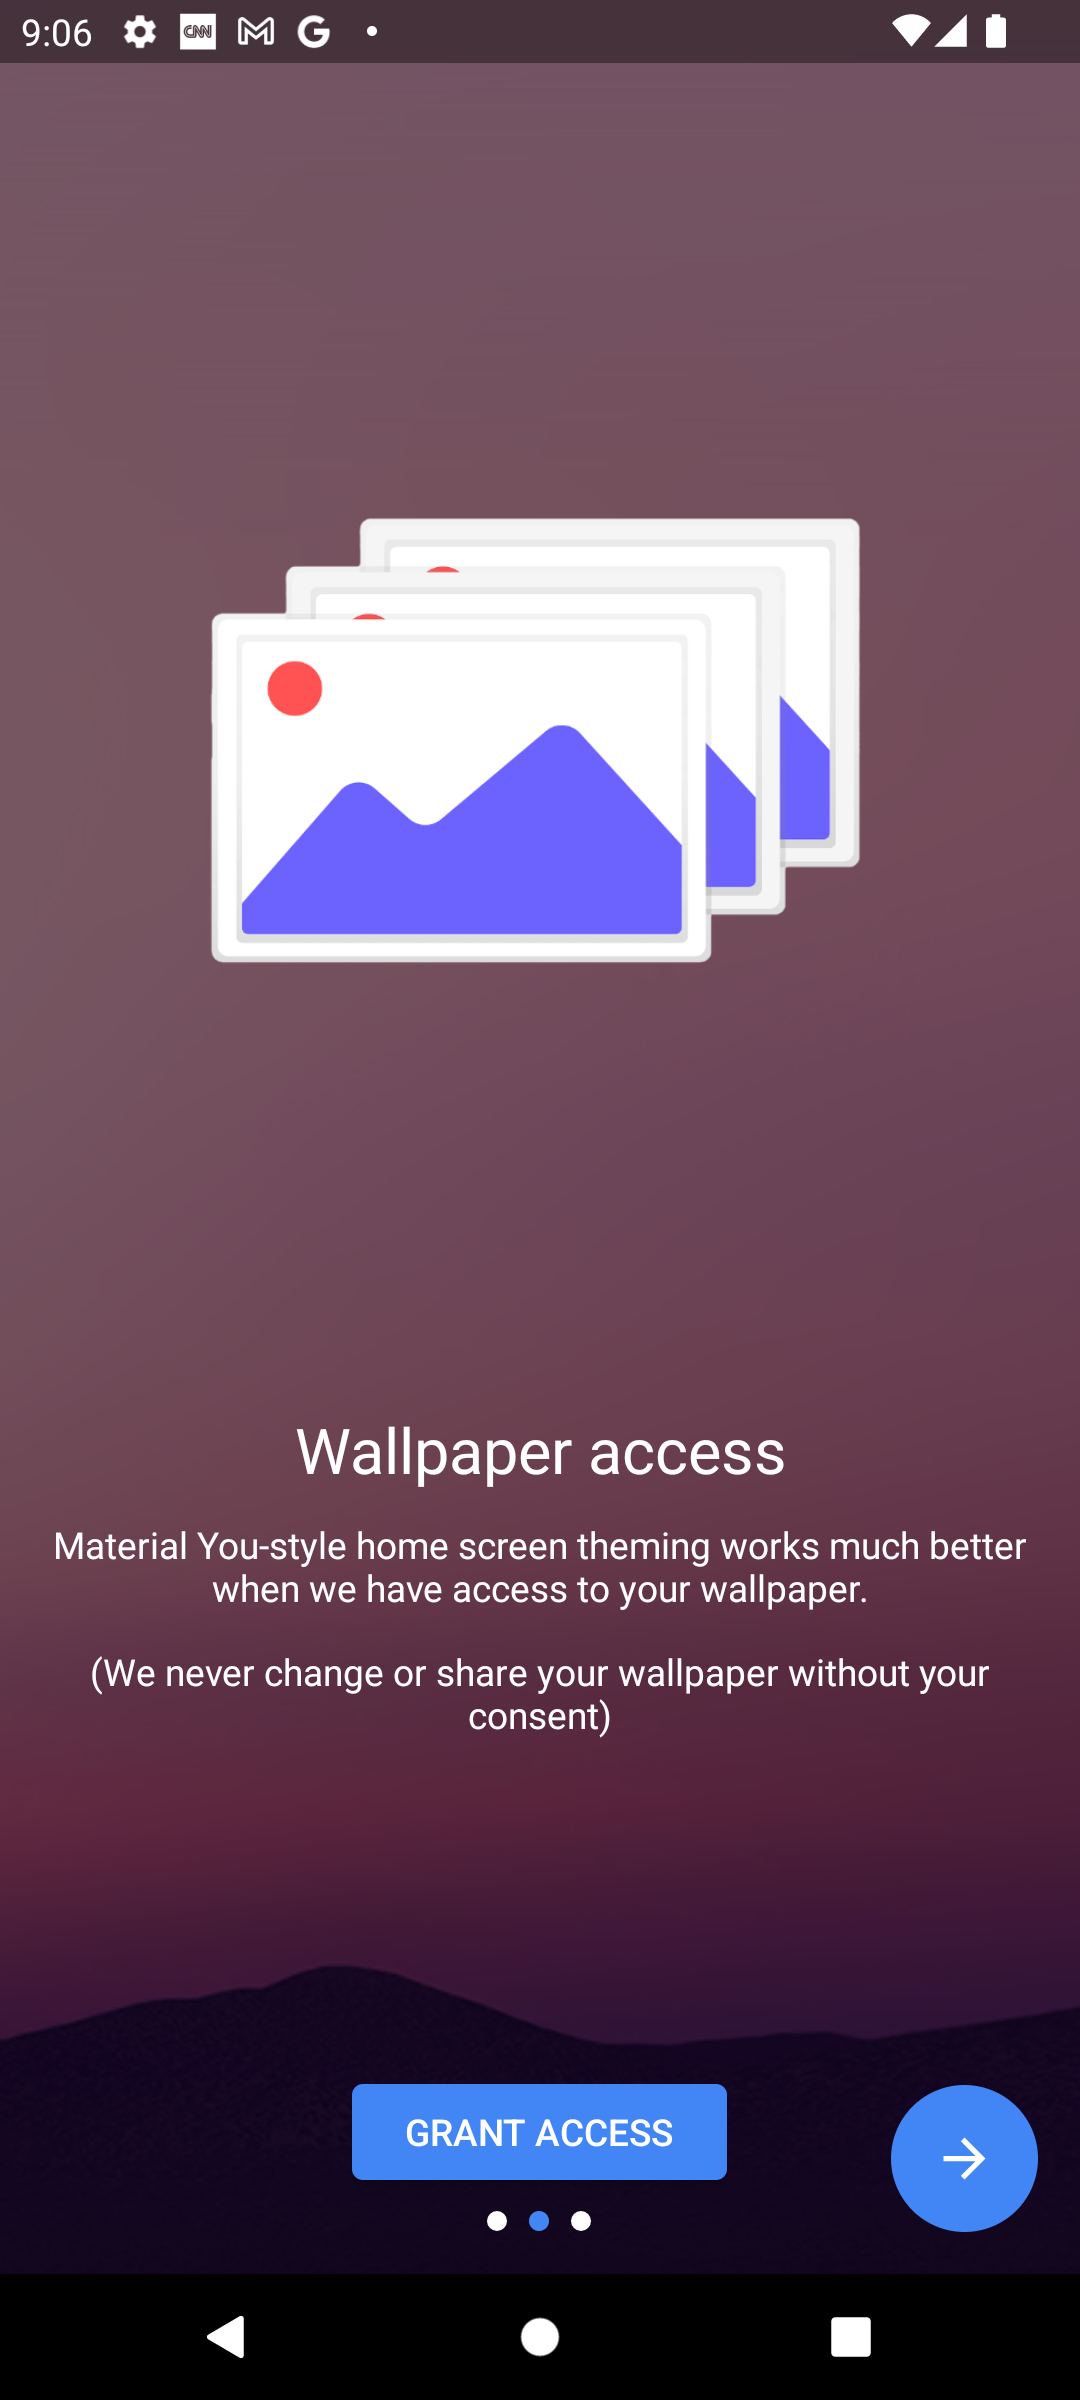 9:06
CNN
Wallpaper access
Material You-style home screen theming works much better
when we have access to your wallpaper.
(We never change or share your wallpaper without your
consent)
GRANT ACCESS